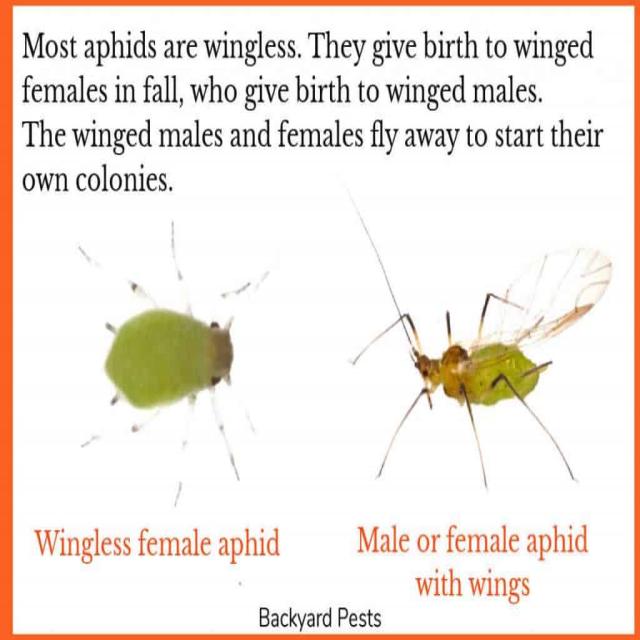 Most aphids are wingless. They give birth to winged
females in fall, who give birth to winged males.
The winged males and females fly away to start their
own colonies.
Wingless female aphid
Male or female aphid
with wings
Backyard Pests